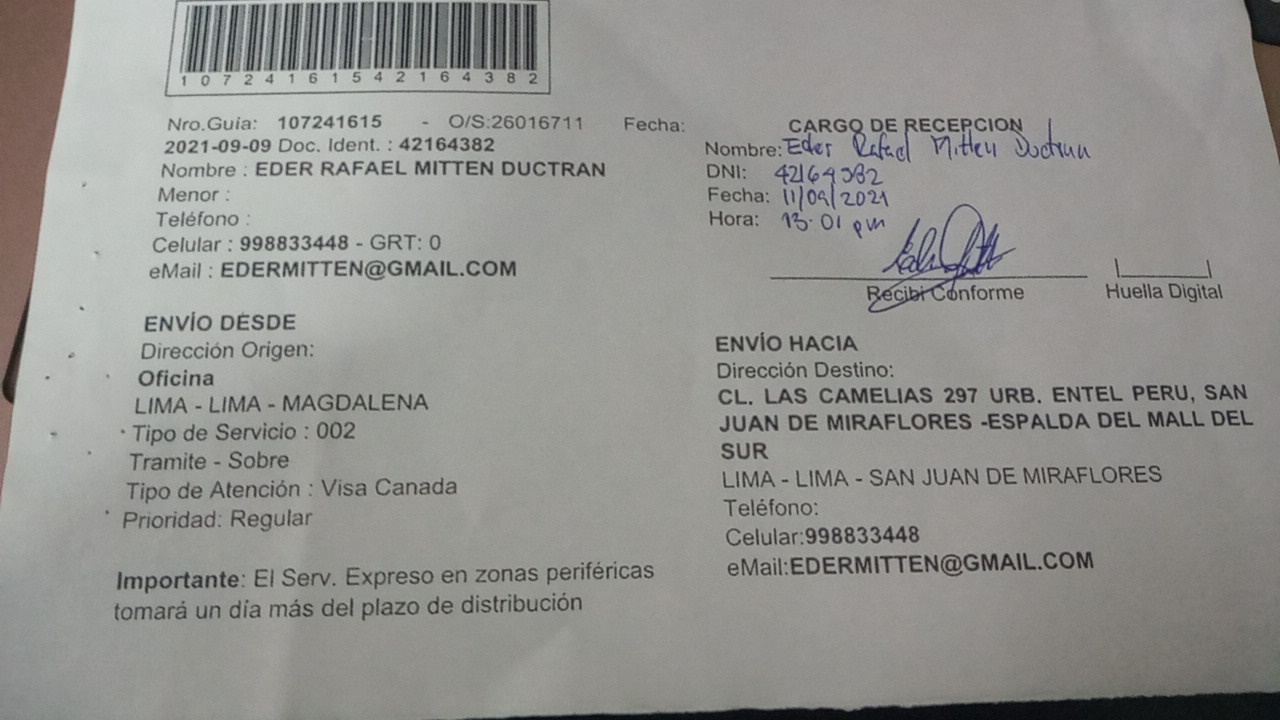 10724161542164382
Nro.Guía: 107241615 - O/S:26016711 Fecha:
2021-09-09 Doc. Ident. : 42164382
Nombre : EDER RAFAEL MITTEN DUCTRAN
Menor :
Teléfono :
Celular : 998833448 - GRT: 0
eMail : EDERMITTEN@GMAIL.COM
ENVÍO DESDE
Dirección Origen:
Oficina
LIMA - LIMA - MAGDALENA
Tipo de Servicio : 002
Tramite - Sobre
Tipo de Atención : Visa Canada
Prioridad: Regular
Importante: El Serv. Expreso en zonas periféricas
tomará un día más del plazo de distribución
CARGO DE RECEPCION
Nombre: Eder Rafael Mitten Ductran
DNI: 42164382
Fecha: 11/09/2021
Hora: 13:01 pm
Recibi Conforme
Huella Digital
ENVÍO HACIA
Dirección Destino:
CL. LAS CAMELIAS 297 URB. ENTEL PERU, SAN
JUAN DE MIRAFLORES -ESPALDA DEL MALL DEL
SUR
LIMA - LIMA - SAN JUAN DE MIRAFLORES
Teléfono:
Celular:998833448
eMail:EDERMITTEN@GMAIL.COM